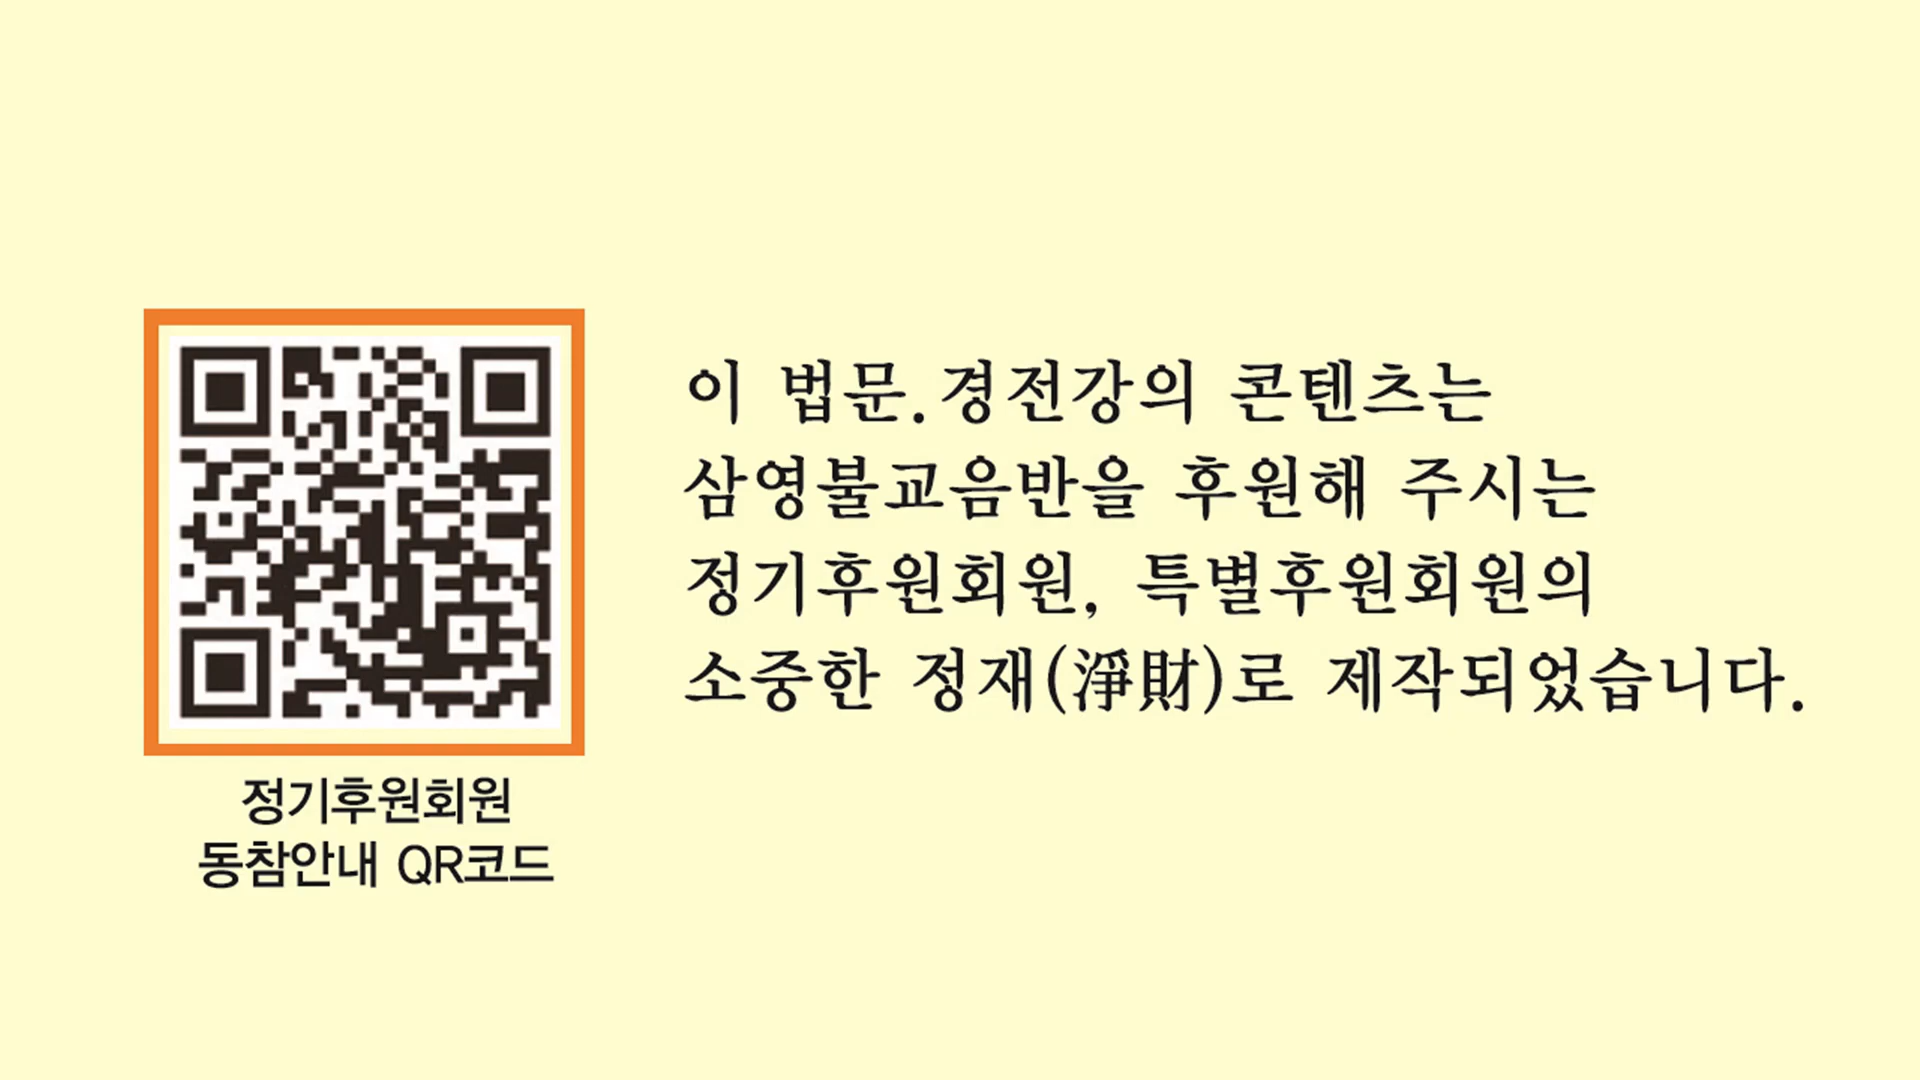 이 법문.경전강의 콘텐츠는
삼영불교음반을 후원해 주시는
정기후원회원, 특별후원회원의
소중한 정재(淨財)로 제작되었습니다.
정기후원회원
동참안내 QR코드